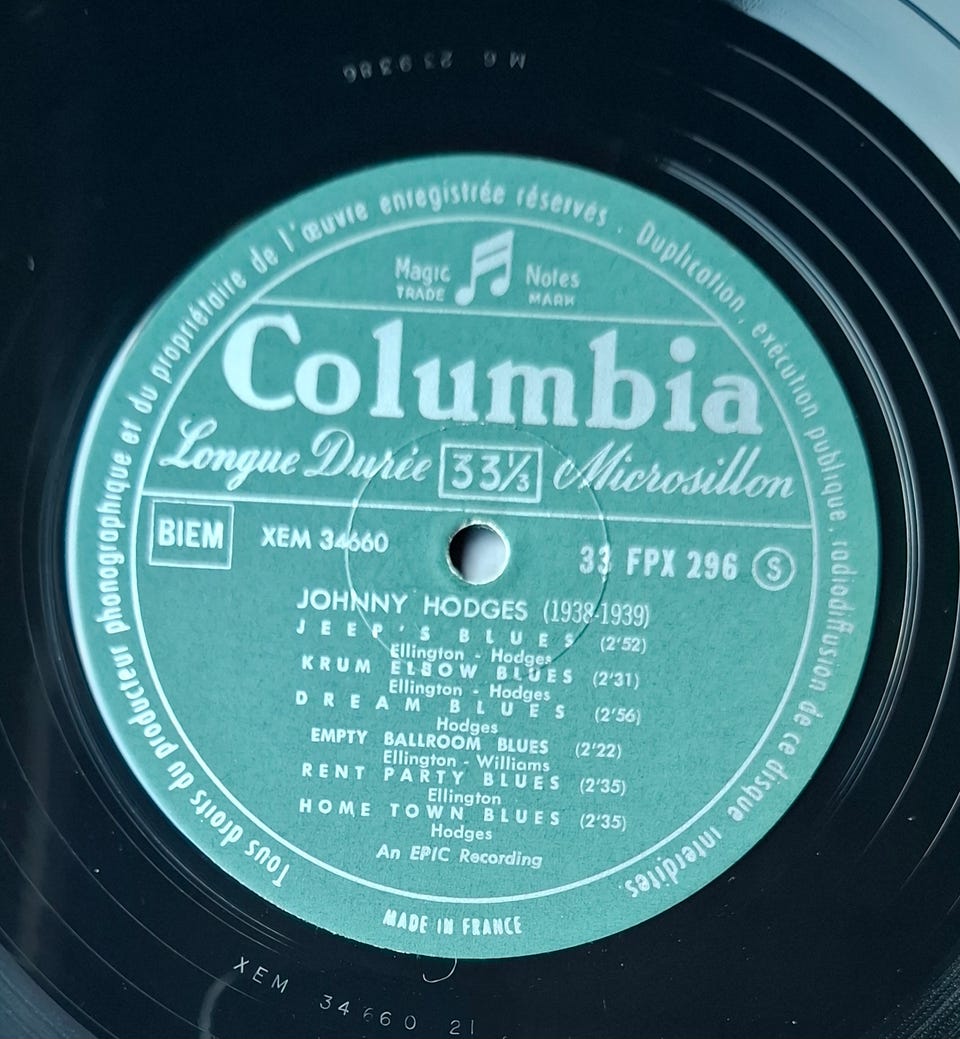 M6 239386
Tous droits du producteur phonographique et du propriétaire de l'œuvre enregistrée réservés . Duplication, exécution publique, radiodiffusion de ce disque interdites.
Magic Notes
TRADE MARK
Columbia
Longue Durée 33⅓ Microsillon
BIEM XEM 34660 33 FPX 296 S
JOHNNY HODGES (1938-1939)
JEEP'S BLUES (2'52)
Ellington - Hodges
KRUM ELBOW BLUES (2'31)
Ellington - Hodges
DREAM BLUES (2'56)
Hodges
EMPTY BALLROOM BLUES (2'22)
Ellington - Williams
RENT PARTY BLUES (2'35)
Ellington
HOME TOWN BLUES (2'35)
Hodges
An EPIC Recording
MADE IN FRANCE
XEM 34660 21